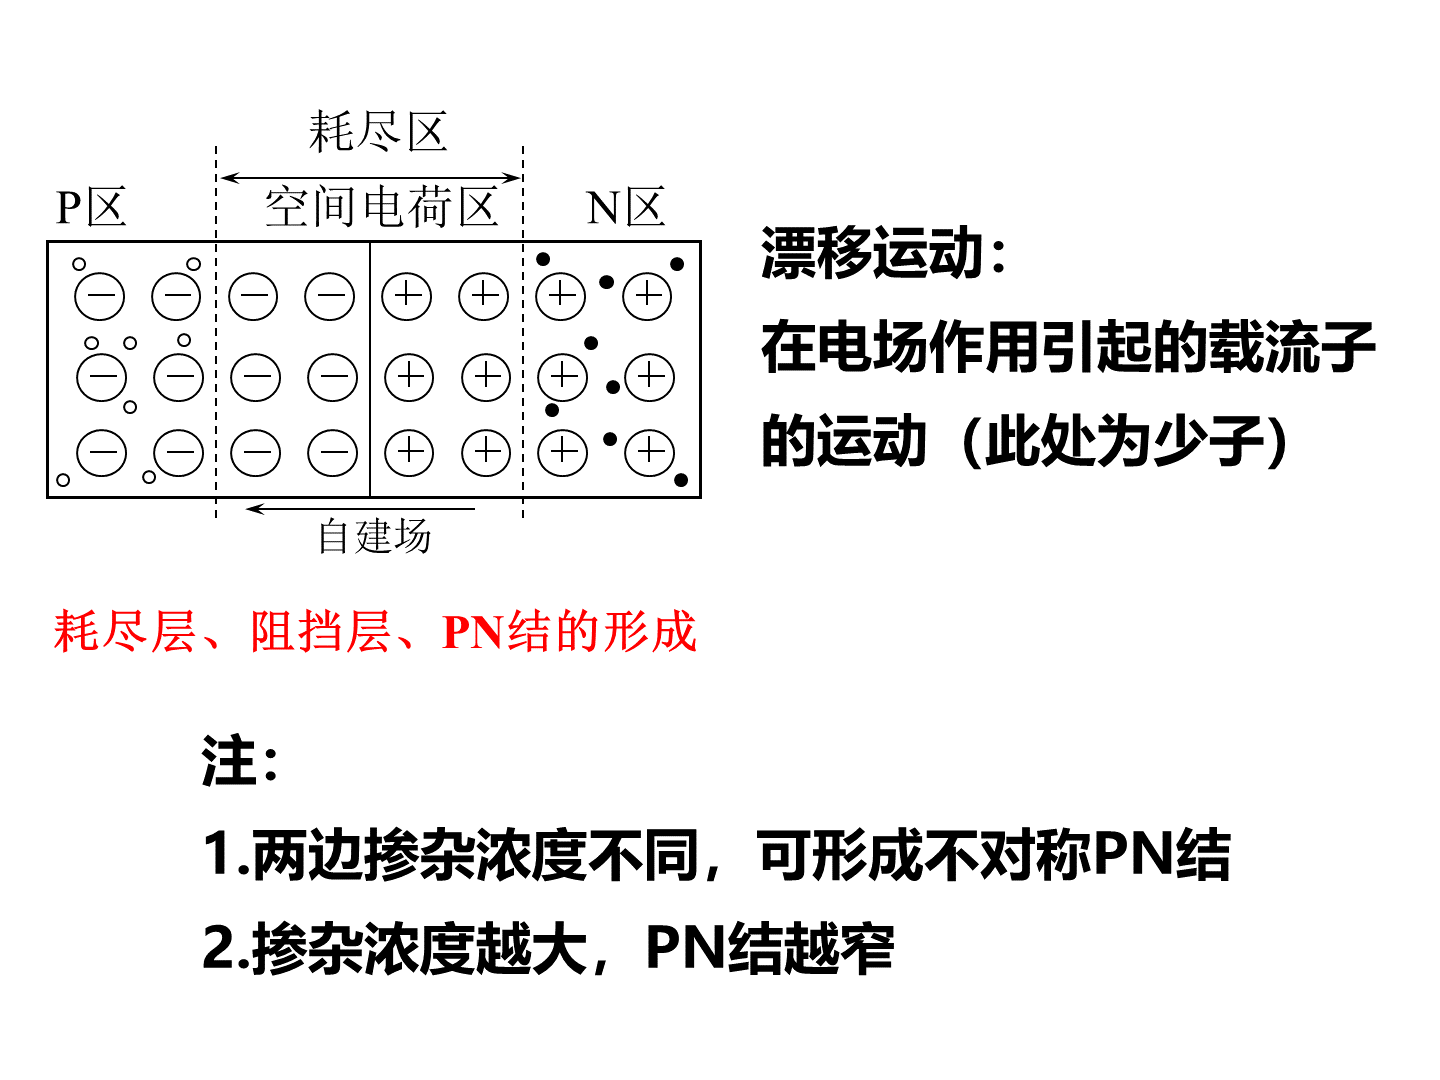 耗尽区
P区
空间电荷区
N区
自建场
漂移运动：
在电场作用引起的载流子
的运动（此处为少子）
耗尽层、阻挡层、PN结的形成
注：
1.两边掺杂浓度不同，可形成不对称PN结
2.掺杂浓度越大，PN结越窄